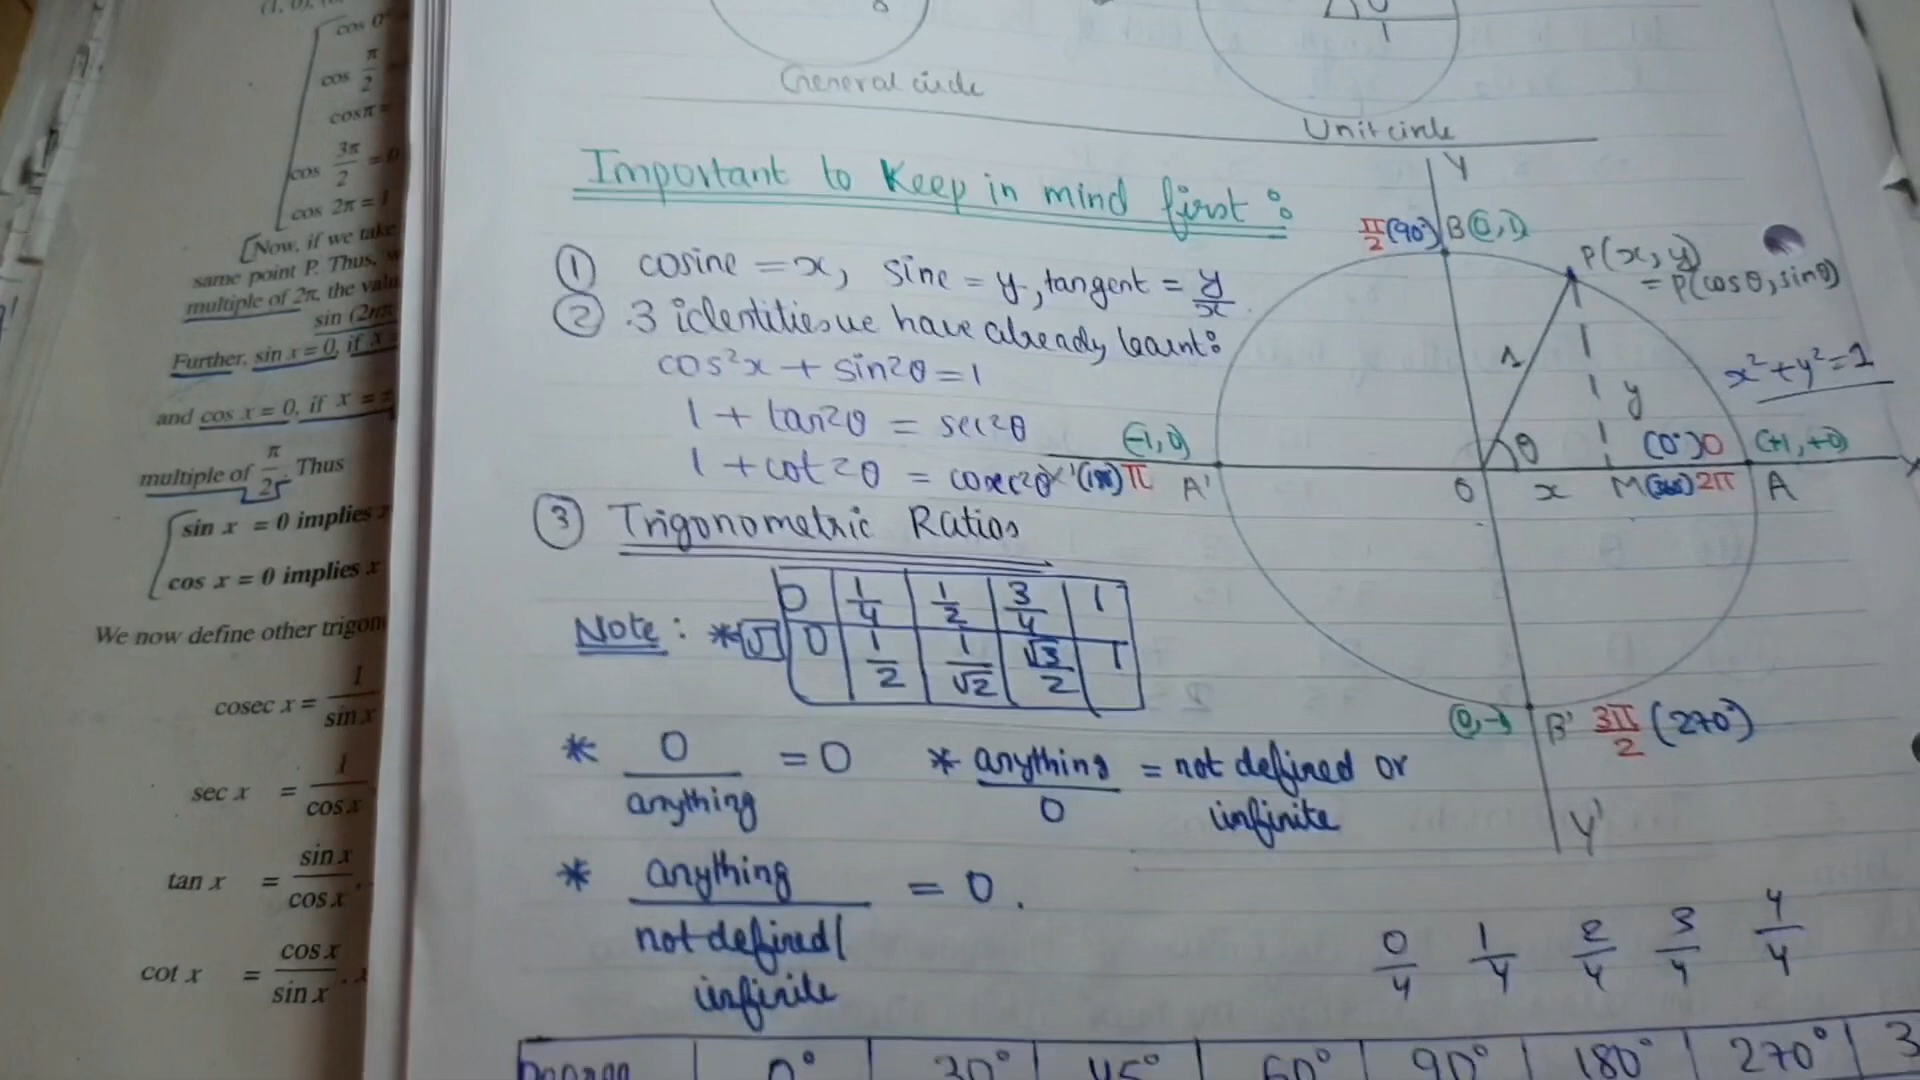 cos 0
cos π/2
cosπ=
cos 3π/2 = 0
cos 2π = 1
[Now, if we take
same point P. Thus,
multiple of 2π, the valu
sin (2nπ
Further, sin x = 0, if x =
and cos x = 0, if x =
multiple of π/2. Thus
sin x = 0 implies
cos x = 0 implies x
We now define other trigon
cosec x = 1/sin x
sec x = 1/cos x
tan x = sin x/cos x
cot x = cos x/sin x
General circle
1
Unit circle
Important to Keep in mind first :
① cosine = x, sine = y, tangent = y/x
② 3 identities we have already learnt:
cos²x + sin²θ = 1
1 + tan²θ = sec²θ
1 + cot²θ = cosec²θ
③ Trigonometric Ratios
Note : * √
0 1/4 1/2 3/4 1
0 1/2 1/√2 √3/2 1
* 0/anything = 0 * anything/0 = not defined or infinite
* anything/not defined/infinite = 0.
0/4 1/4 2/4 3/4 4/4
Y
π/2 (90°) B (0,1)
P(x, y)
= P(cosθ, sinθ)
1
y
x²+y²=1
(-1, 0)
θ
(0°) 0 (+1, +0)
X' (180°) π A'
O x M (360°) 2π A
X
(0,-1) B' 3π/2 (270°)
Y'
Degree 0° 30° 45° 60° 90° 180° 270° 3